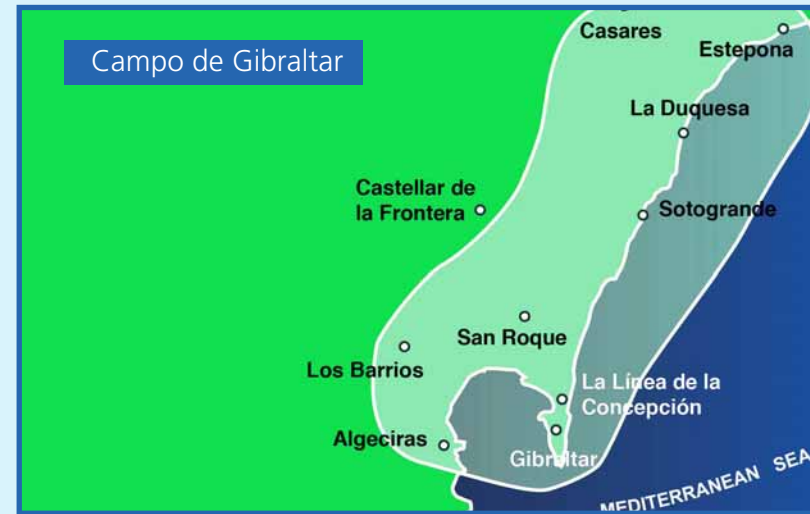 Campo de Gibraltar
Casares
Estepona
La Duquesa
Castellar de
la Frontera
Sotogrande
San Roque
Los Barrios
La Línea de la
Concepción
Algeciras
Gibraltar
MEDITERRANEAN SEA